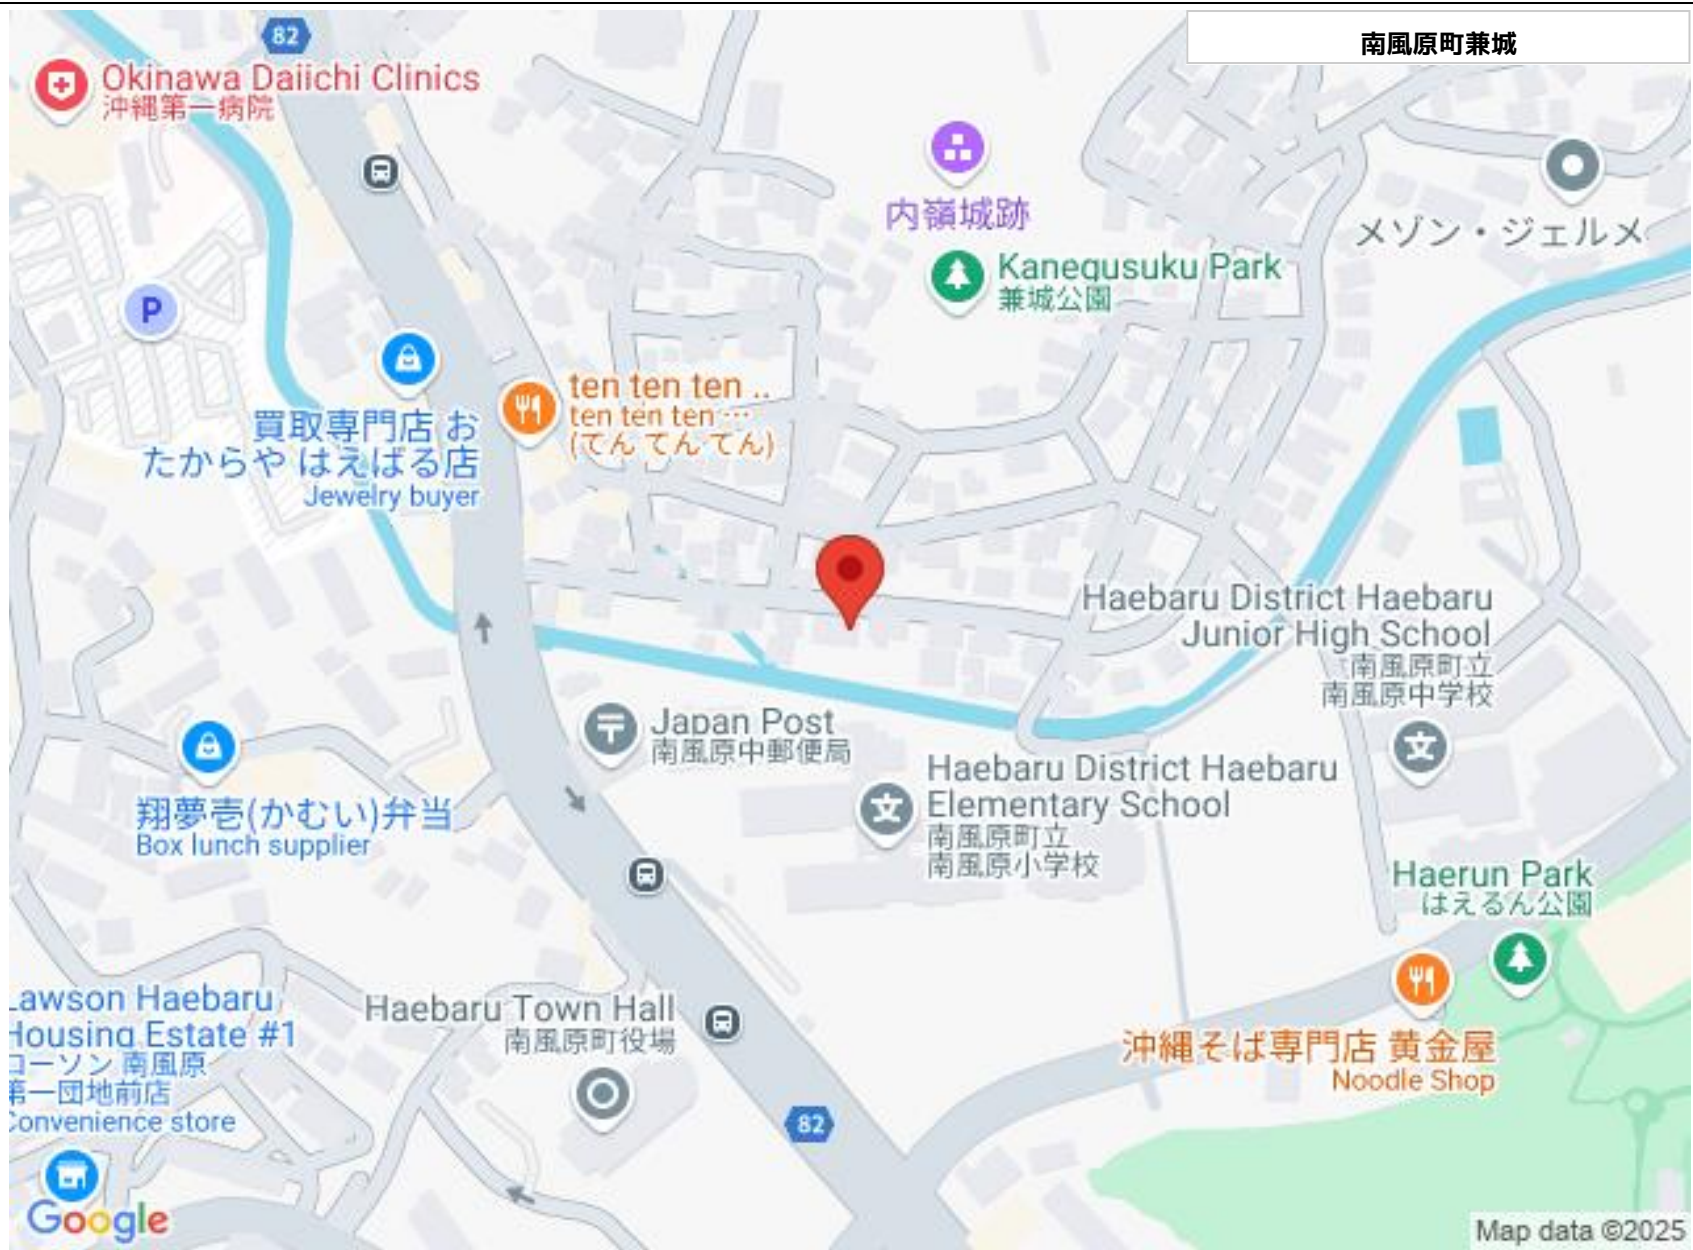 南風原町兼城
82
Okinawa Daiichi Clinics
沖縄第一病院
内嶺城跡
メゾン・ジェルメ
Kanegusuku Park
兼城公園
P
ten ten ten ..
ten ten ten …
(てん てん てん)
買取専門店 お
たからや はえばる店
Jewelry buyer
Haebaru District Haebaru
Junior High School
南風原町立
南風原中学校
Japan Post
南風原中郵便局
Haebaru District Haebaru
Elementary School
南風原町立
南風原小学校
翔夢壱(かむい)弁当
Box lunch supplier
Haerun Park
はえるん公園
Lawson Haebaru
Housing Estate #1
ローソン 南風原
第一団地前店
Convenience store
Haebaru Town Hall
南風原町役場
沖縄そば専門店 黄金屋
Noodle Shop
82
Google
Map data ©2025